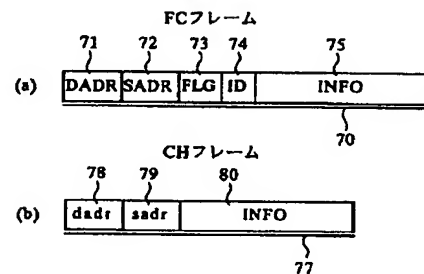 FCフレーム
71 72 73 74 75
(a) DADR SADR FLG ID INFO
70
CHフレーム
78 79 80
(b) dadr sadr INFO
77